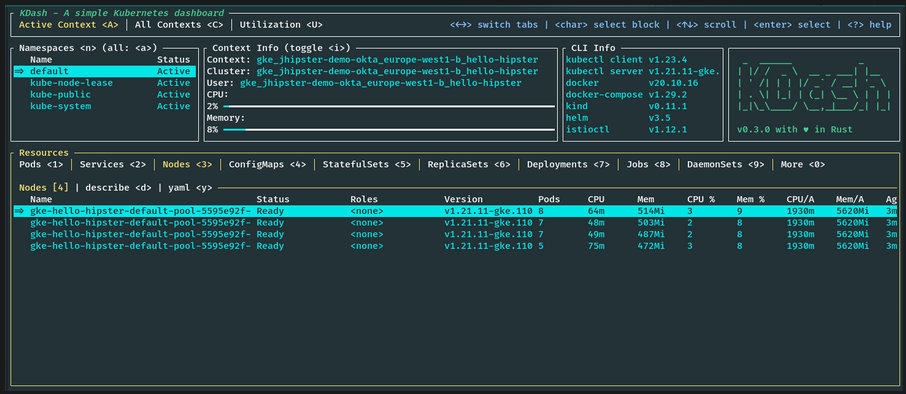 KDash - A simple Kubernetes dashboard
Active Context <A> │ All Contexts <C> │ Utilization <U>
<←→> switch tabs | <char> select block | <↑↓> scroll | <enter> select | <?> help
Namespaces <n> (all: <a>)
Name Status
⇒ default Active
kube-node-lease Active
kube-public Active
kube-system Active
Context Info (toggle <i>)
Context: gke_jhipster-demo-okta_europe-west1-b_hello-hipster
Cluster: gke_jhipster-demo-okta_europe-west1-b_hello-hipster
User: gke_jhipster-demo-okta_europe-west1-b_hello-hipster
CPU:
2%
Memory:
8%
CLI Info
kubectl client v1.23.4
kubectl server v1.21.11-gke.
docker v20.10.16
docker-compose v1.29.2
kind v0.11.1
helm v3.5
istioctl v1.12.1
KDash
v0.3.0 with ♥ in Rust
Resources
Pods <1> │ Services <2> │ Nodes <3> │ ConfigMaps <4> │ StatefulSets <5> │ ReplicaSets <6> │ Deployments <7> │ Jobs <8> │ DaemonSets <9> │ More <0>
Nodes [4] | describe <d> | yaml <y>
Name Status Roles Version Pods CPU Mem CPU % Mem % CPU/A Mem/A Ag
⇒ gke-hello-hipster-default-pool-5595e92f- Ready <none> v1.21.11-gke.110 8 64m 514Mi 3 9 1930m 5620Mi 3m
gke-hello-hipster-default-pool-5595e92f- Ready <none> v1.21.11-gke.110 7 48m 503Mi 2 8 1930m 5620Mi 3m
gke-hello-hipster-default-pool-5595e92f- Ready <none> v1.21.11-gke.110 7 49m 487Mi 2 8 1930m 5620Mi 3m
gke-hello-hipster-default-pool-5595e92f- Ready <none> v1.21.11-gke.110 5 75m 472Mi 3 8 1930m 5620Mi 3m